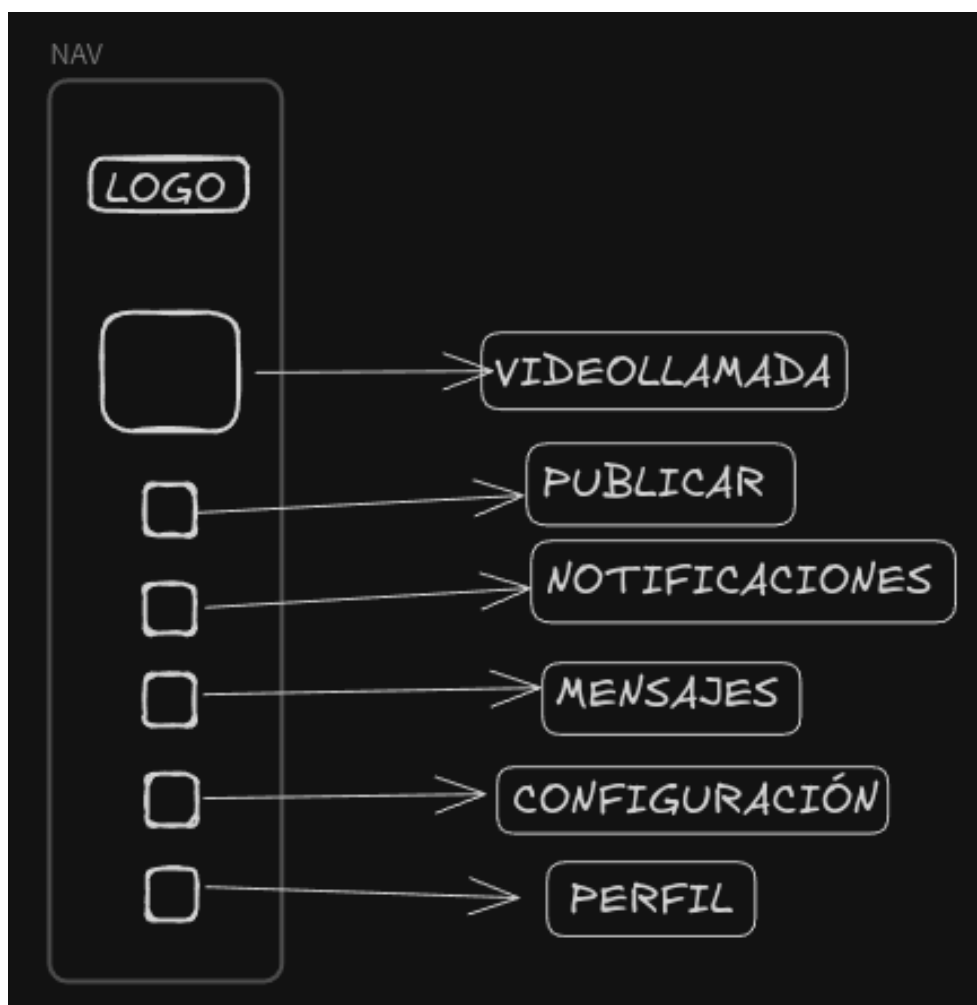 NAV
LOGO
VIDEOLLAMADA
PUBLICAR
NOTIFICACIONES
MENSAJES
CONFIGURACIÓN
PERFIL